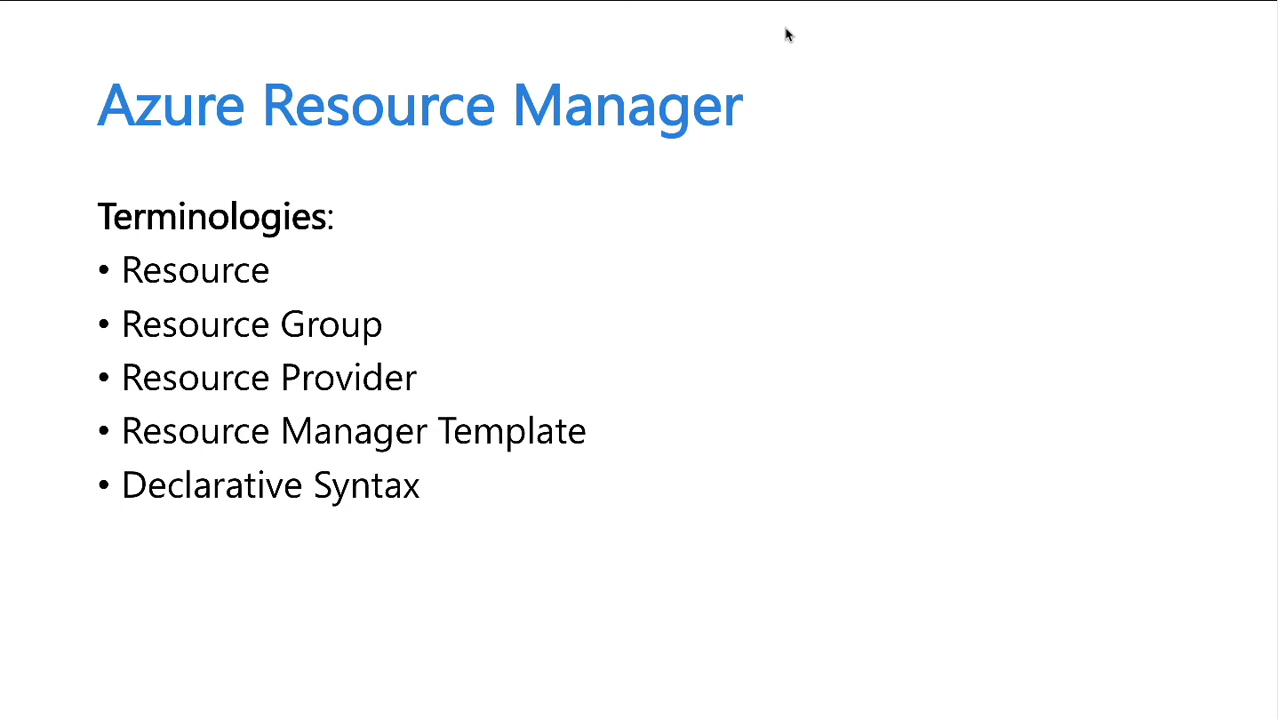 Azure Resource Manager
Terminologies:
• Resource
• Resource Group
• Resource Provider
• Resource Manager Template
• Declarative Syntax